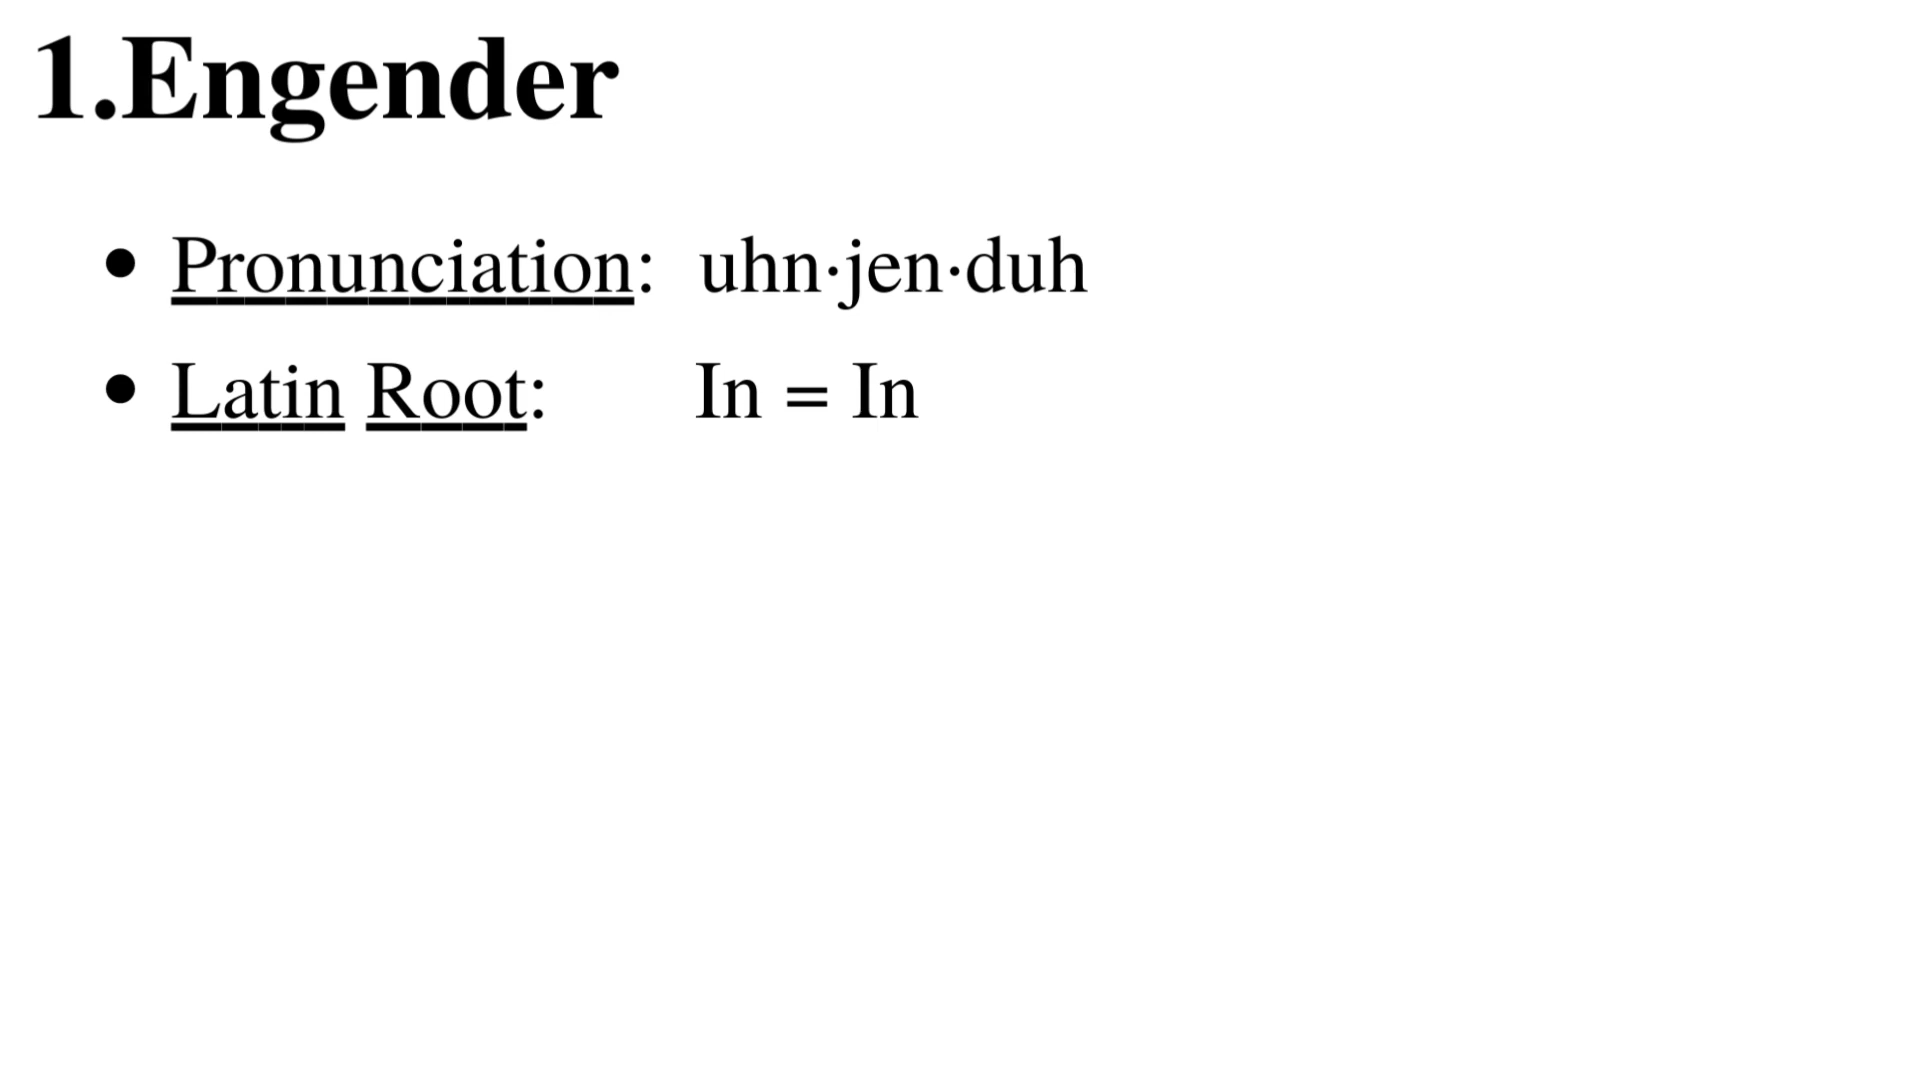 1.Engender
• Pronunciation: uhn·jen·duh
• Latin Root: In = In